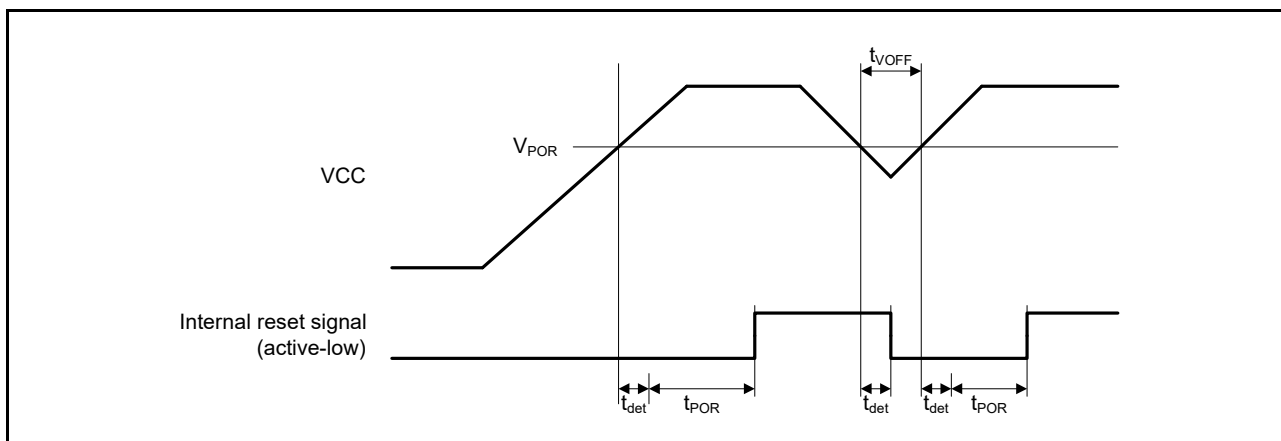 tVOFF
VPOR
VCC
Internal reset signal
(active-low)
tdet
tPOR
tdet
tdet
tPOR